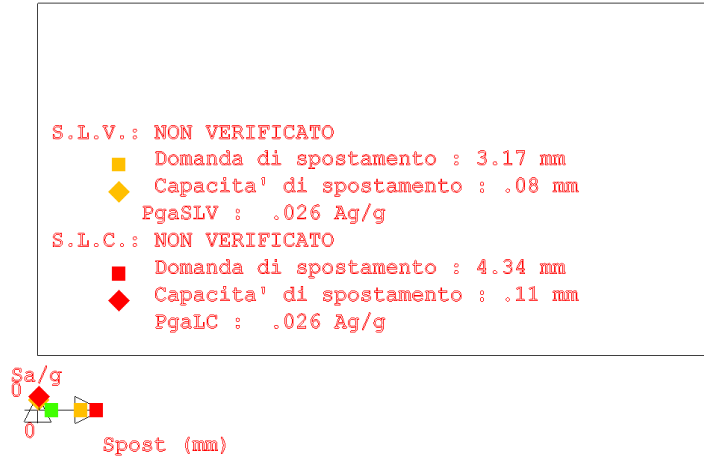 S.L.V.: NON VERIFICATO
Domanda di spostamento : 3.17 mm
Capacita' di spostamento : .08 mm
PgaSLV :  .026 Ag/g
S.L.C.: NON VERIFICATO
Domanda di spostamento : 4.34 mm
Capacita' di spostamento : .11 mm
PgaLC :  .026 Ag/g
Sa/g
0
0
Spost (mm)